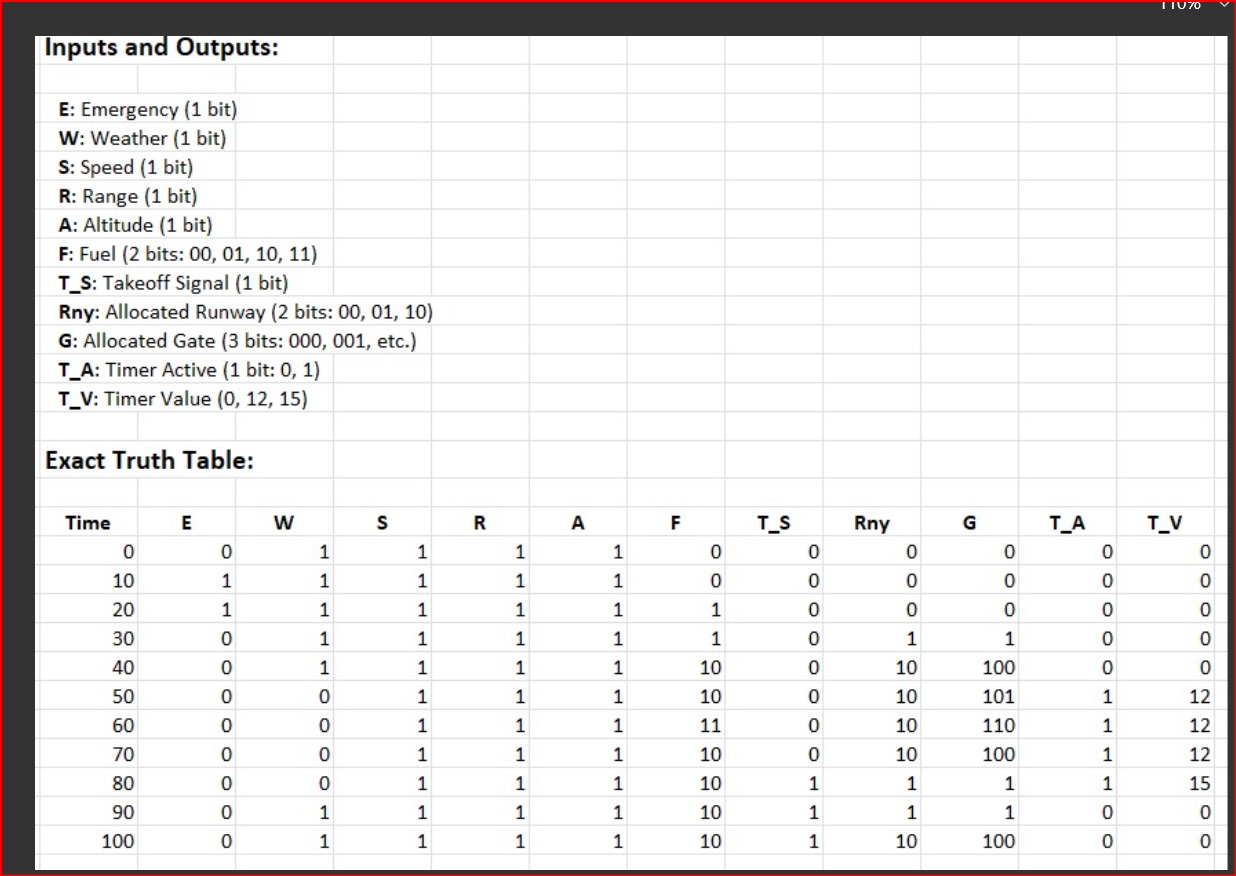 110%
Inputs and Outputs:
E: Emergency (1 bit)
W: Weather (1 bit)
S: Speed (1 bit)
R: Range (1 bit)
A: Altitude (1 bit)
F: Fuel (2 bits: 00, 01, 10, 11)
T_S: Takeoff Signal (1 bit)
Rny: Allocated Runway (2 bits: 00, 01, 10)
G: Allocated Gate (3 bits: 000, 001, etc.)
T_A: Timer Active (1 bit: 0, 1)
T_V: Timer Value (0, 12, 15)
Exact Truth Table:
Time E W S R A F T_S Rny G T_A T_V
0 0 1 1 1 1 0 0 0 0 0 0
10 1 1 1 1 1 0 0 0 0 0 0
20 1 1 1 1 1 1 0 0 0 0 0
30 0 1 1 1 1 1 0 1 1 0 0
40 0 1 1 1 1 10 0 10 100 0 0
50 0 0 1 1 1 10 0 10 101 1 12
60 0 0 1 1 1 11 0 10 110 1 12
70 0 0 1 1 1 10 0 10 100 1 12
80 0 0 1 1 1 10 1 1 1 1 15
90 0 1 1 1 1 10 1 1 1 0 0
100 0 1 1 1 1 10 1 10 100 0 0